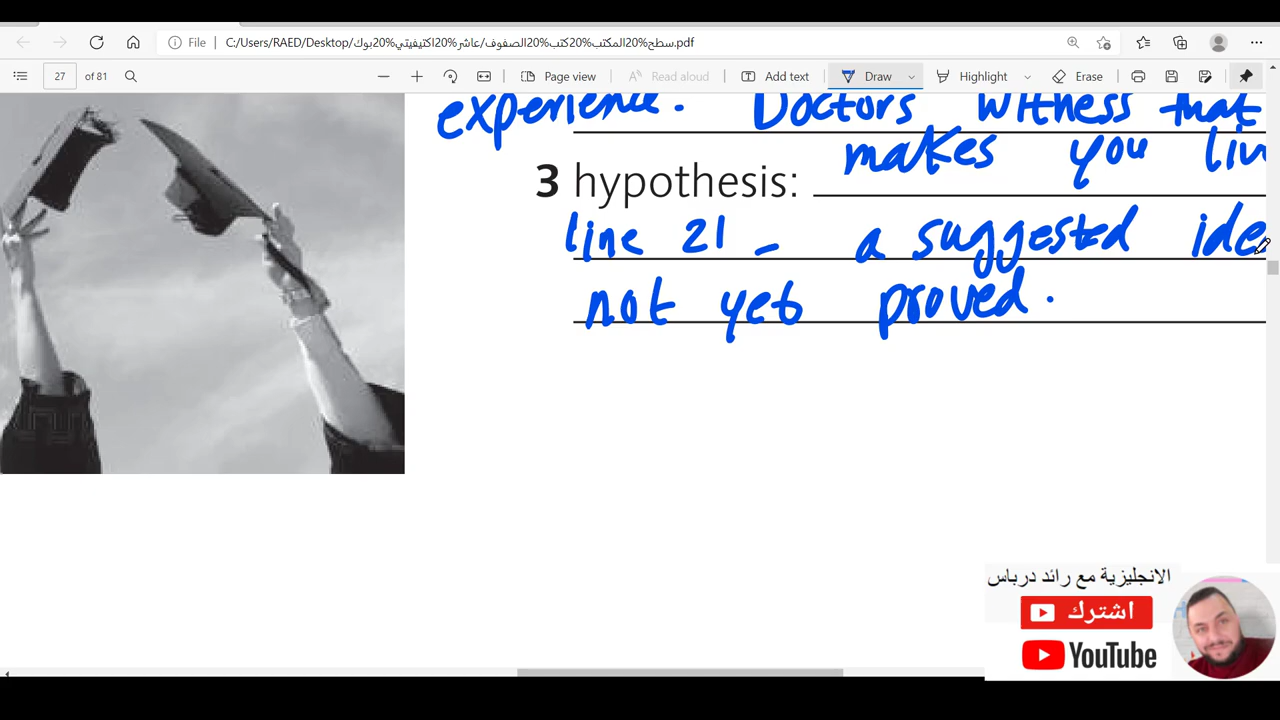 File
C:/Users/RAED/Desktop/سطح%20المكتب%20كتب%20الصفوف/عاشر%20اكتيفيتي%20بوك.pdf
27 of 81
Page view
Read aloud
Add text
Draw
Highlight
Erase
experience. Doctors witness that
makes you liv
3 hypothesis:
line 21 - a suggested ide
not yet proved.
الانجليزية مع رائد درباس
اشترك
YouTube